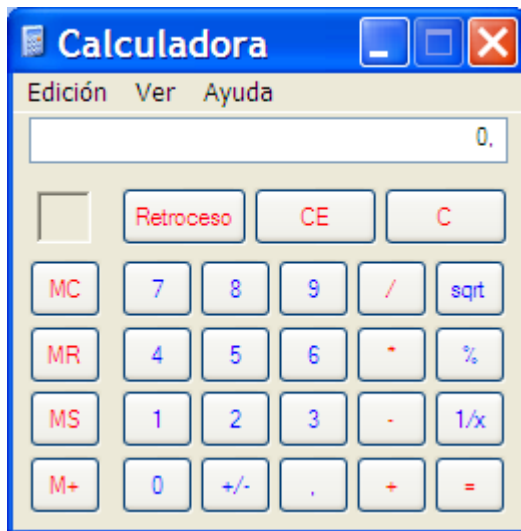 Calculadora
Edición Ver Ayuda
0,
Retroceso CE C
MC 7 8 9 / sqrt
MR 4 5 6 * %
MS 1 2 3 - 1/x
M+ 0 +/- , + =